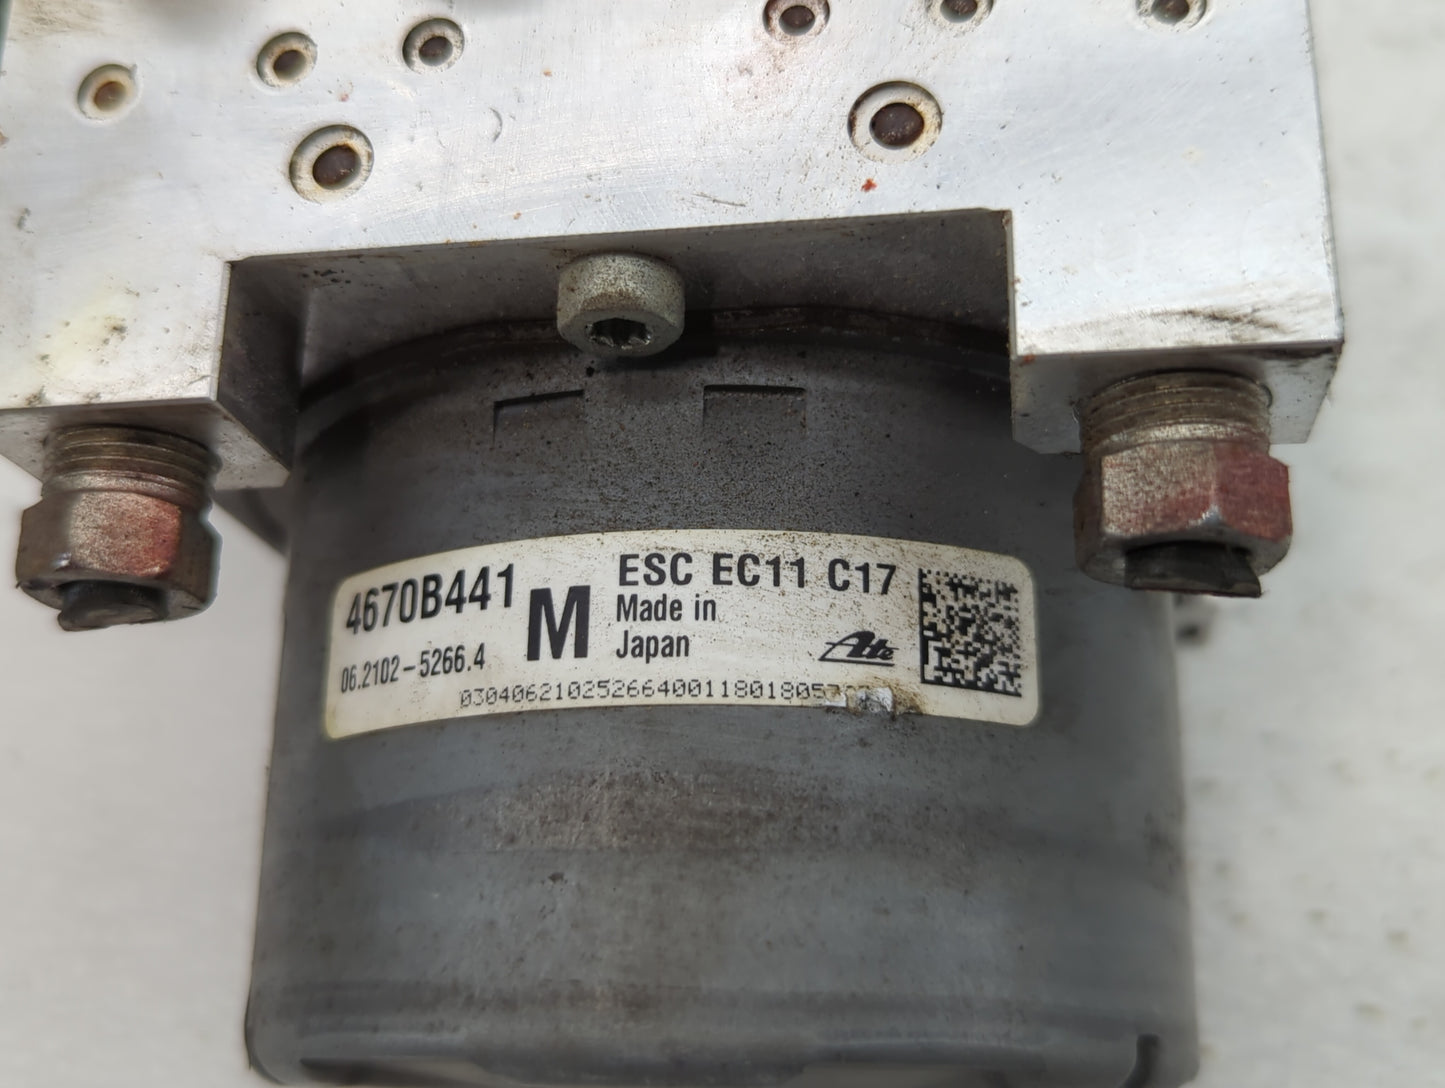 4670B441
06.2102-5266.4
M
ESC EC11 C17
Made in
Japan
Ate